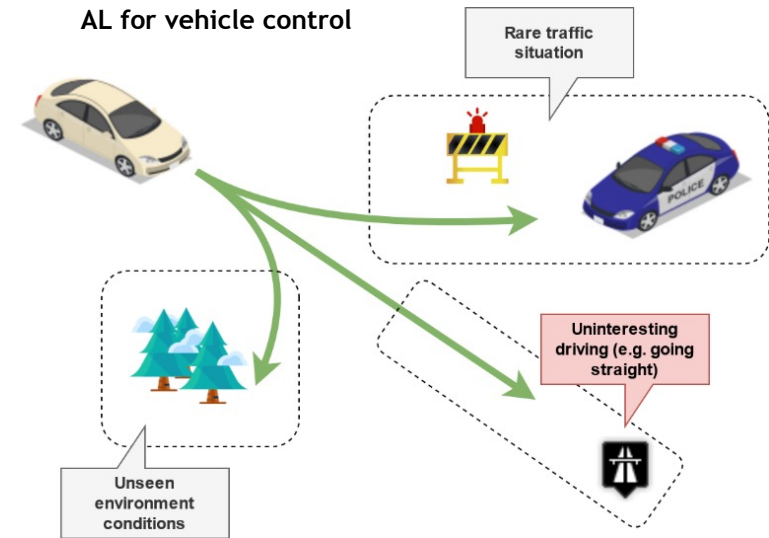 AL for vehicle control
Rare traffic
situation
POLICE
Uninteresting
driving (e.g. going
straight)
Unseen
environment
conditions